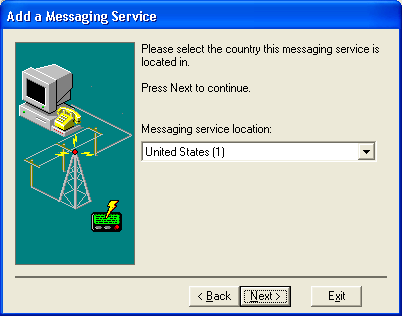 Add a Messaging Service
Please select the country this messaging service is
located in.
Press Next to continue.
Messaging service location:
United States (1)
< Back
Next >
Exit